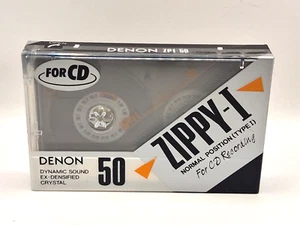 DENON ZP1 50
FOR CD
ZIPPY-I
NORMAL POSITION (TYPE I)
For CD Recording
DENON
DYNAMIC SOUND
EX-DENSIFIED
CRYSTAL
50